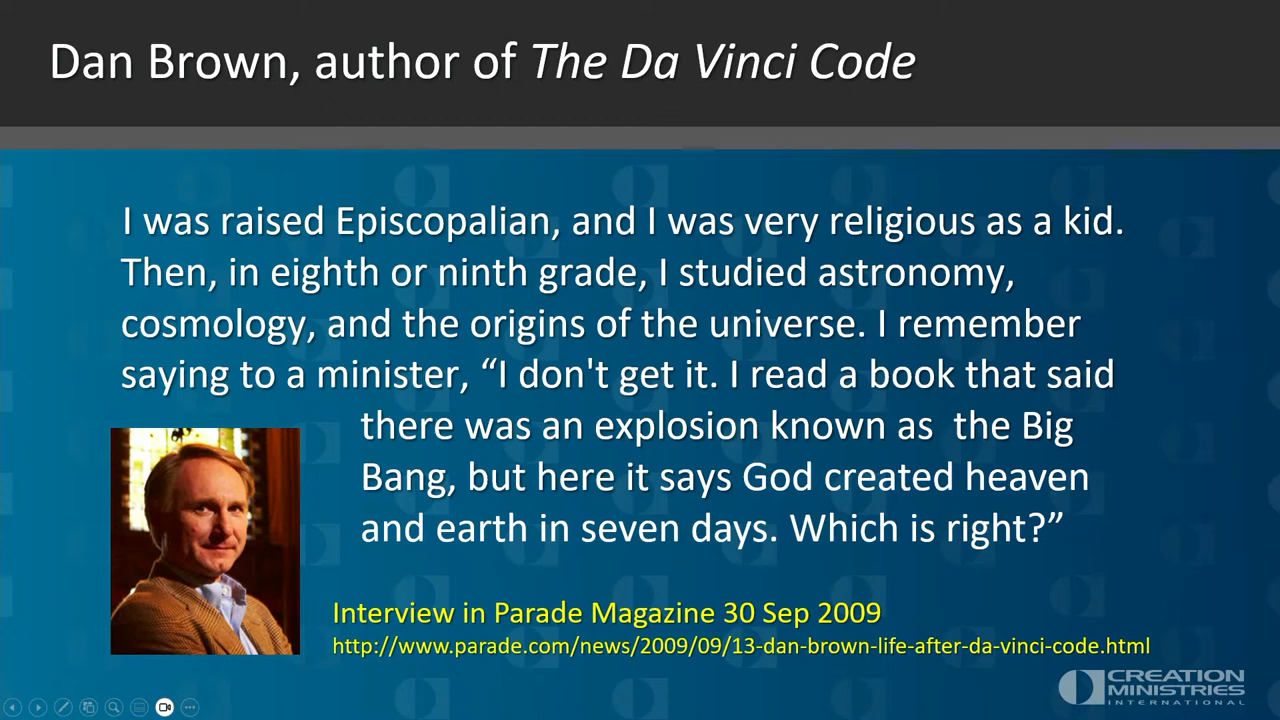 Dan Brown, author of The Da Vinci Code
I was raised Episcopalian, and I was very religious as a kid.
Then, in eighth or ninth grade, I studied astronomy,
cosmology, and the origins of the universe. I remember
saying to a minister, “I don't get it. I read a book that said
there was an explosion known as  the Big
Bang, but here it says God created heaven
and earth in seven days. Which is right?”
Interview in Parade Magazine 30 Sep 2009
http://www.parade.com/news/2009/09/13-dan-brown-life-after-da-vinci-code.html
CREATION
MINISTRIES
INTERNATIONAL